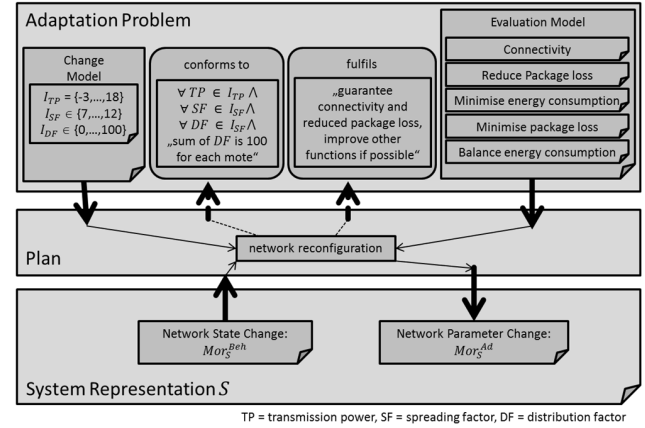 Adaptation Problem
Change
Model
I_TP = {-3,…,18}
I_SF ∈ {7,…,12}
I_DF ∈ {0,…,100}
conforms to
∀ TP ∈ I_TP ⋀
∀ SF ∈ I_SF ⋀
∀ DF ∈ I_SF ⋀
„sum of DF is 100
for each mote“
fulfils
„guarantee
connectivity and
reduced package loss,
improve other
functions if possible“
Evaluation Model
Connectivity
Reduce Package loss
Minimise energy consumption
Minimise package loss
Balance energy consumption
Plan
network reconfiguration
Network State Change:
Mor_S^Beh
Network Parameter Change:
Mor_S^Ad
System Representation S
TP = transmission power, SF = spreading factor, DF = distribution factor